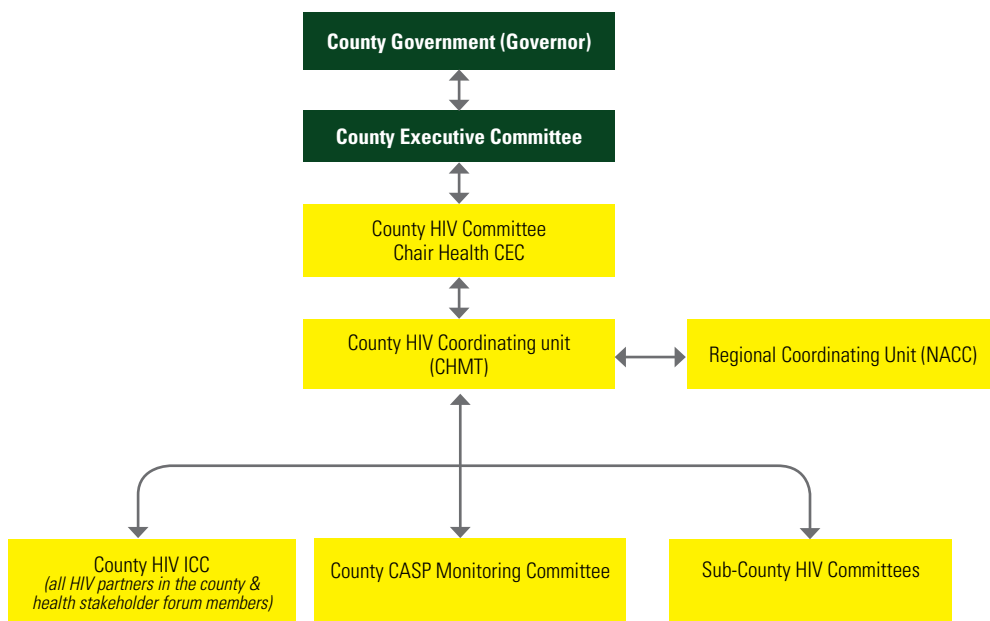 County Government (Governor)
County Executive Committee
County HIV Committee
Chair Health CEC
County HIV Coordinating unit
(CHMT)
Regional Coordinating Unit (NACC)
County HIV ICC
(all HIV partners in the county &
health stakeholder forum members)
County CASP Monitoring Committee
Sub-County HIV Committees